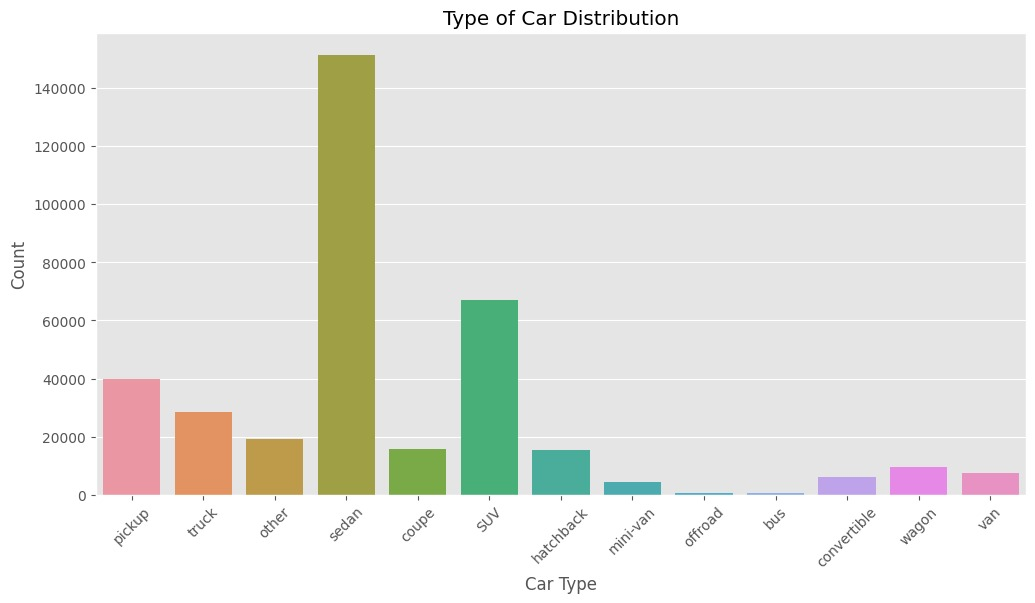 Type of Car Distribution
Count
140000
120000
100000
80000
60000
40000
20000
0
pickup
truck
other
sedan
coupe
SUV
hatchback
mini-van
offroad
bus
convertible
wagon
van
Car Type